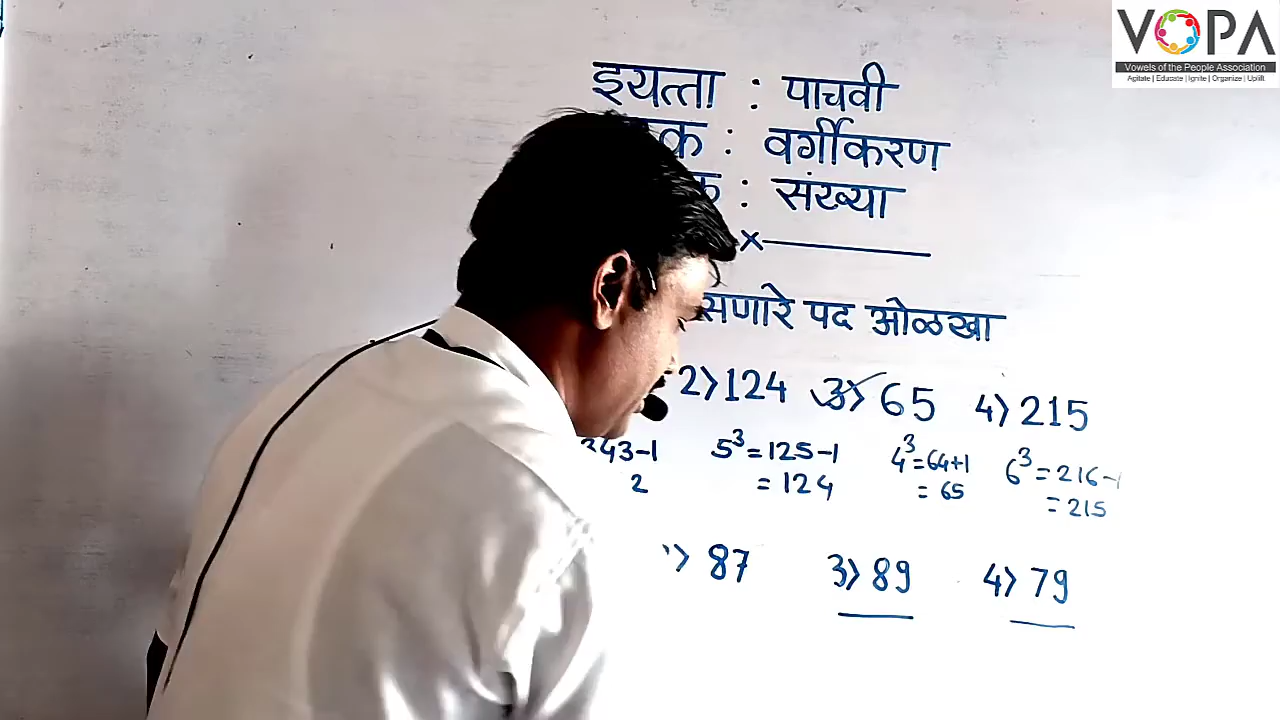 VOPA
Vowels of the People Association
Agitate | Educate | Ignite | Organize | Uplift
इयत्ता : पाचवी
: वर्गीकरण
: संख्या
×
पद ओळखा
2> 124 3> 65 4> 215
343-1 5³ = 125-1 4³ = 64+1 6³ = 216-1
2 = 124 = 65 = 215
> 87 3> 89 4> 79